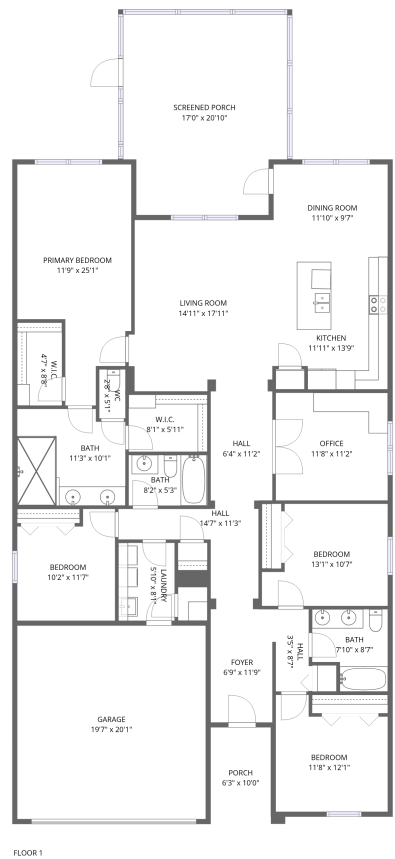 SCREENED PORCH
17'0" x 20'10"
DINING ROOM
11'10" x 9'7"
PRIMARY BEDROOM
11'9" x 25'1"
LIVING ROOM
14'11" x 17'11"
KITCHEN
11'11" x 13'9"
W.I.C.
4'7" x 8'8"
WC
2'8" x 5'1"
W.I.C.
8'1" x 5'11"
HALL
6'4" x 11'2"
OFFICE
11'8" x 11'2"
BATH
11'3" x 10'1"
BATH
8'2" x 5'3"
HALL
14'7" x 11'3"
BEDROOM
13'1" x 10'7"
BEDROOM
10'2" x 11'7"
LAUNDRY
5'10" x 8'1"
BATH
7'10" x 8'7"
HALL
3'5" x 8'7"
FOYER
6'9" x 11'9"
GARAGE
19'7" x 20'1"
BEDROOM
11'8" x 12'1"
PORCH
6'3" x 10'0"
FLOOR 1